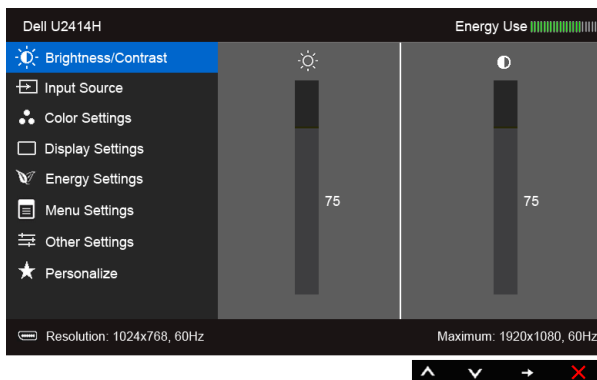 Dell U2414H Energy Use
Brightness/Contrast
Input Source
Color Settings
Display Settings
Energy Settings
Menu Settings
75 75
Other Settings
Personalize
Resolution: 1024x768, 60Hz Maximum: 1920x1080, 60Hz